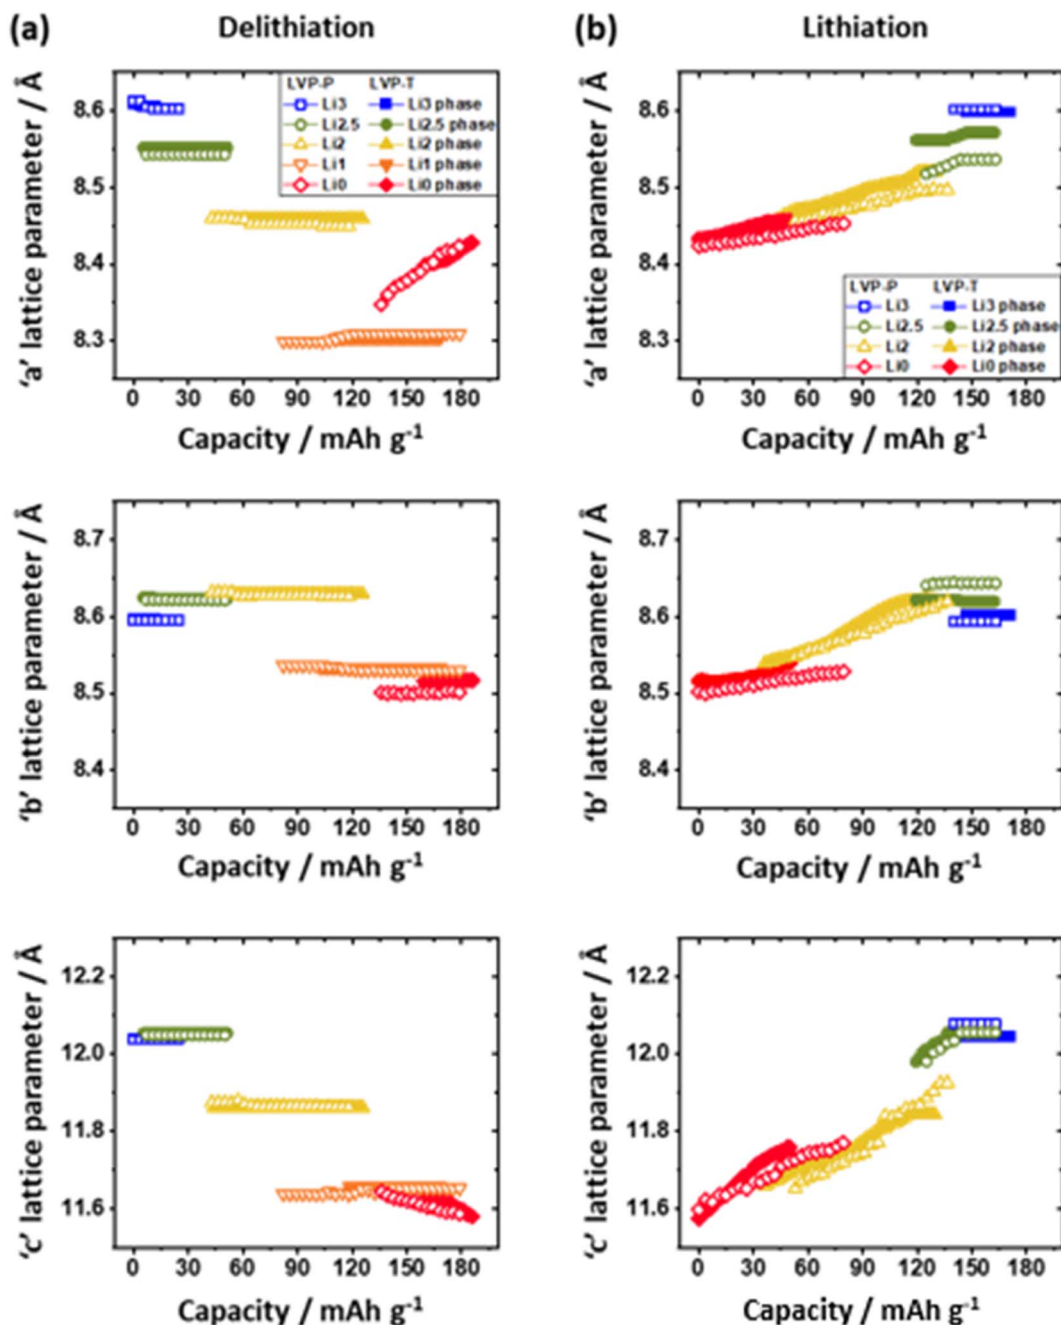 (a) Delithiation
'a' lattice parameter / Å
8.6
8.5
8.4
8.3
LVP-P LVP-T
Li3 Li3 phase
Li2.5 Li2.5 phase
Li2 Li2 phase
Li1 Li1 phase
Li0 Li0 phase
0 30 60 90 120 150 180
Capacity / mAh g⁻¹
(b) Lithiation
'a' lattice parameter / Å
8.6
8.5
8.4
8.3
LVP-P LVP-T
Li3 Li3 phase
Li2.5 Li2.5 phase
Li2 Li2 phase
Li0 Li0 phase
0 30 60 90 120 150 180
Capacity / mAh g⁻¹
'b' lattice parameter / Å
8.7
8.6
8.5
8.4
0 30 60 90 120 150 180
Capacity / mAh g⁻¹
'b' lattice parameter / Å
8.7
8.6
8.5
8.4
0 30 60 90 120 150 180
Capacity / mAh g⁻¹
'c' lattice parameter / Å
12.2
12.0
11.8
11.6
0 30 60 90 120 150 180
Capacity / mAh g⁻¹
'c' lattice parameter / Å
12.2
12.0
11.8
11.6
0 30 60 90 120 150 180
Capacity / mAh g⁻¹